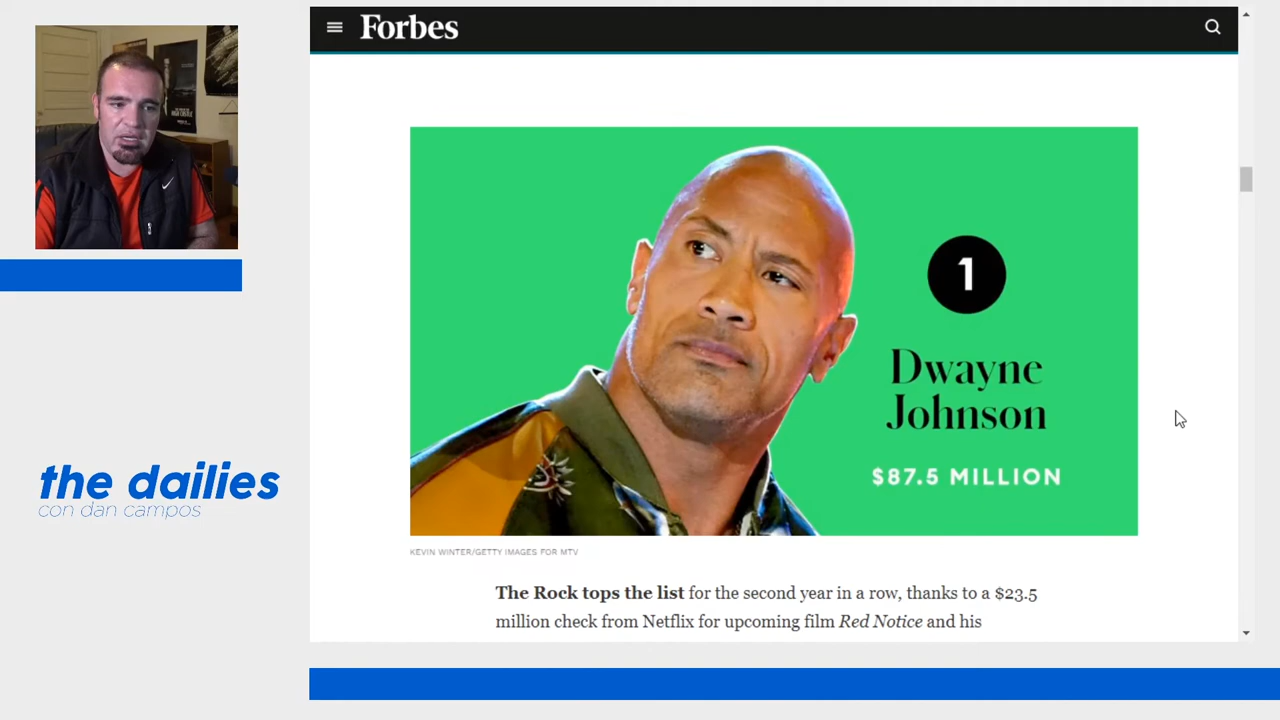 Forbes
1
Dwayne
Johnson
$87.5 MILLION
KEVIN WINTER/GETTY IMAGES FOR MTV
The Rock tops the list for the second year in a row, thanks to a $23.5
million check from Netflix for upcoming film Red Notice and his
the dailies
con dan campos